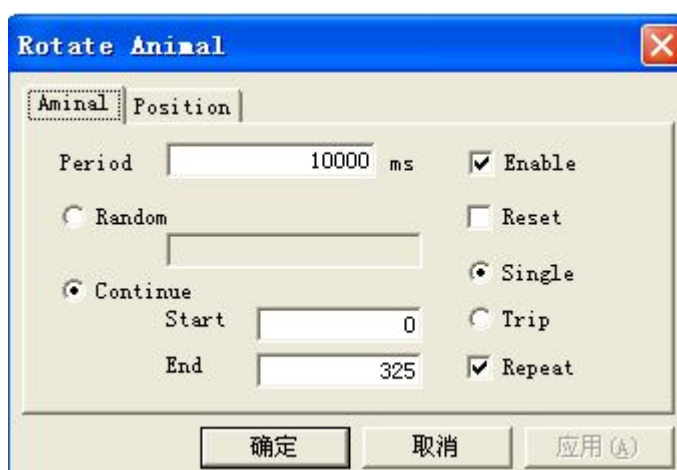 Rotate Animal
Aminal Position
Period 10000 ms Enable
Random Reset
Continue Single
Start 0 Trip
End 325 Repeat
确定 取消 应用(A)